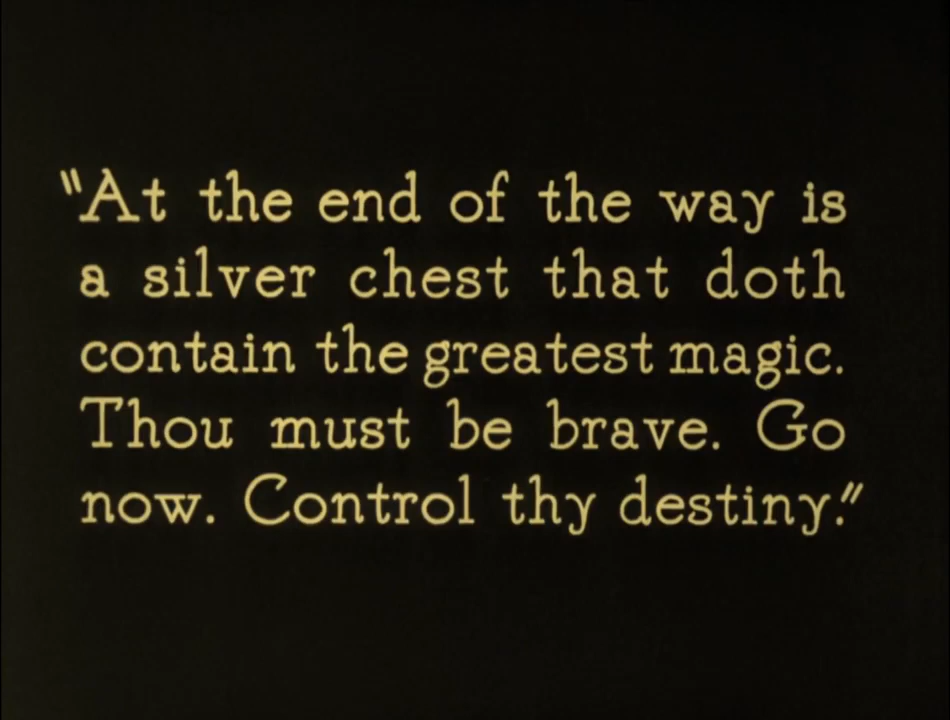 "At the end of the way is
a silver chest that doth
contain the greatest magic.
Thou must be brave. Go
now. Control thy destiny."